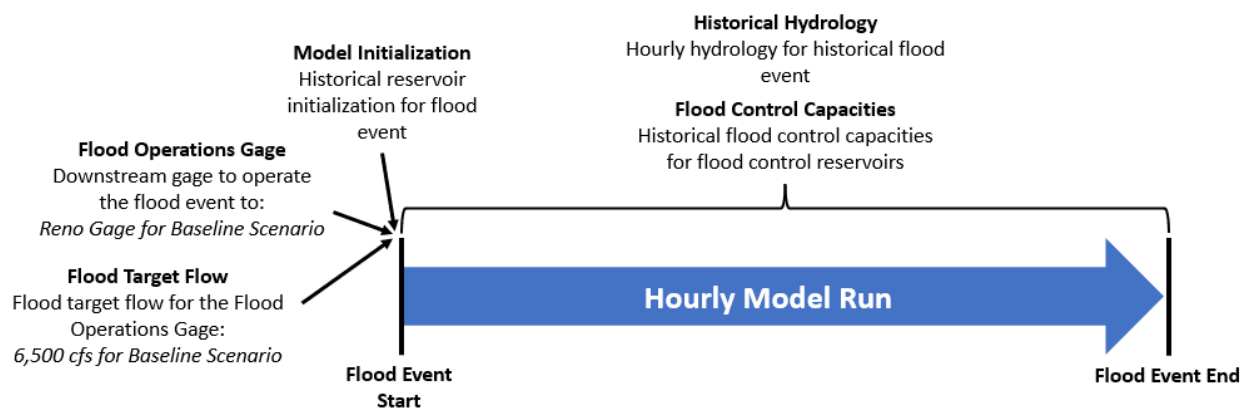 Historical Hydrology
Hourly hydrology for historical flood
event
Flood Control Capacities
Historical flood control capacities
for flood control reservoirs
Model Initialization
Historical reservoir
initialization for flood
event
Flood Operations Gage
Downstream gage to operate
the flood event to:
Reno Gage for Baseline Scenario
Flood Target Flow
Flood target flow for the Flood
Operations Gage:
6,500 cfs for Baseline Scenario
Hourly Model Run
Flood Event
Start
Flood Event End